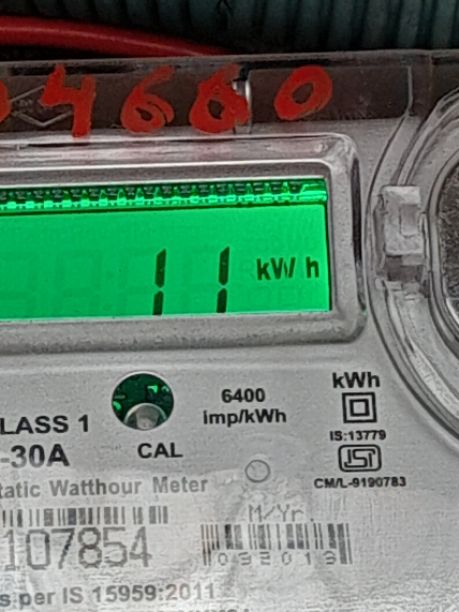 4660
11 kW h
6400
imp/kWh
kWh
IS:13779
CM/L-9190783
LASS 1
-30A
CAL
tatic Watthour Meter
M/Yr.
107854
032013
s per IS 15959:2011